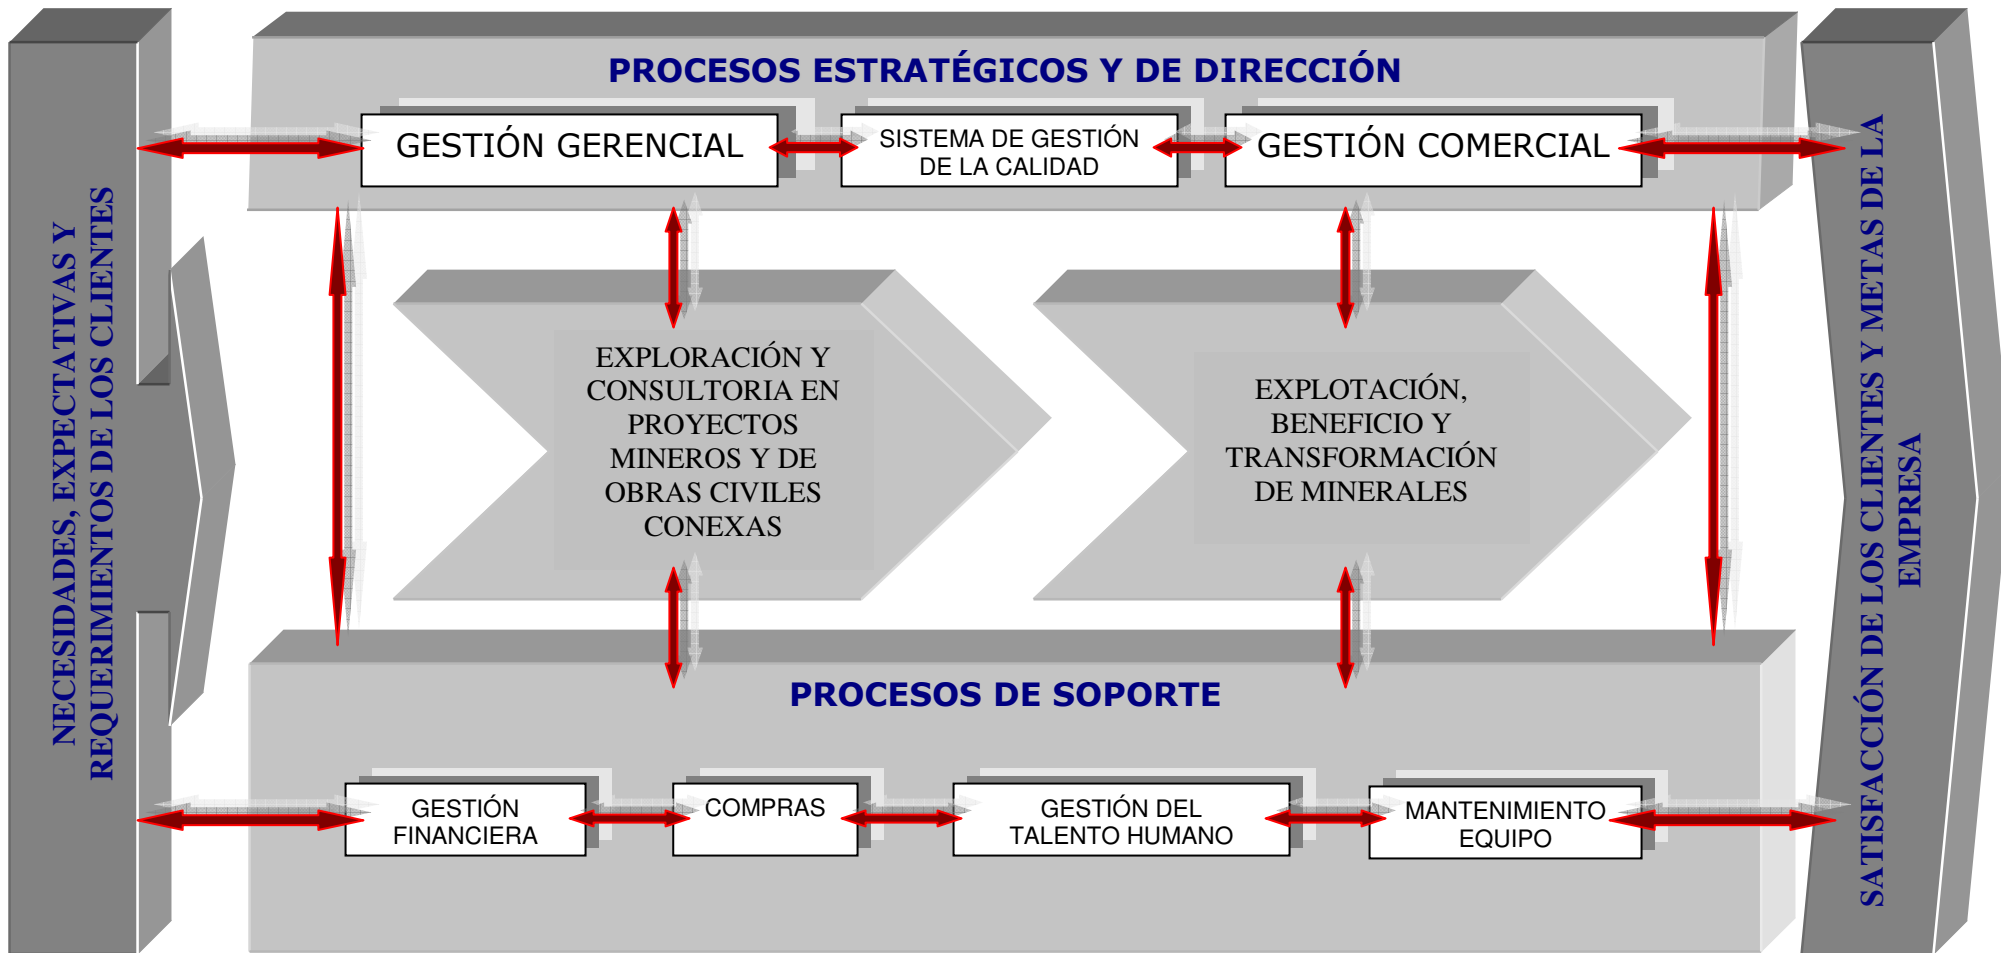 NECESIDADES, EXPECTATIVAS Y
REQUERIMIENTOS DE LOS CLIENTES
PROCESOS ESTRATÉGICOS Y DE DIRECCIÓN
GESTIÓN GERENCIAL
SISTEMA DE GESTIÓN
DE LA CALIDAD
GESTIÓN COMERCIAL
EXPLORACIÓN Y
CONSULTORIA EN
PROYECTOS
MINEROS Y DE
OBRAS CIVILES
CONEXAS
EXPLOTACIÓN,
BENEFICIO Y
TRANSFORMACIÓN
DE MINERALES
PROCESOS DE SOPORTE
GESTIÓN
FINANCIERA
COMPRAS
GESTIÓN DEL
TALENTO HUMANO
MANTENIMIENTO
EQUIPO
SATISFACCIÓN DE LOS CLIENTES Y METAS DE LA
EMPRESA